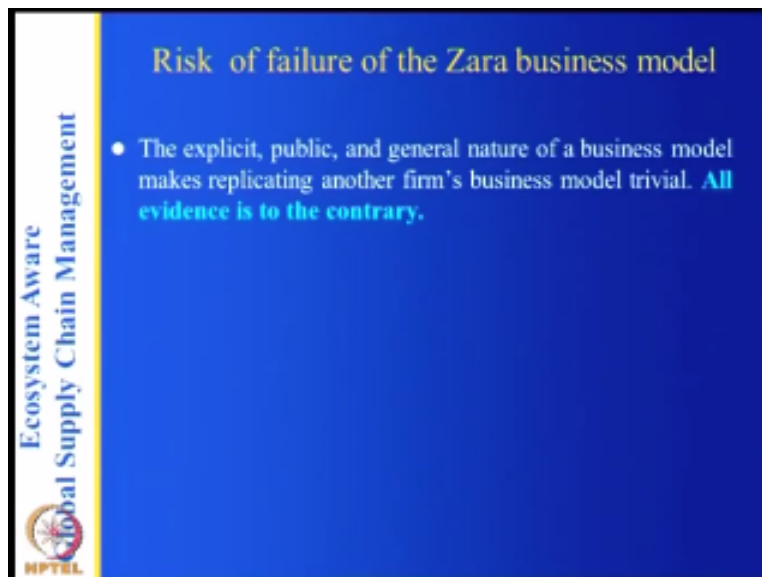 Risk of failure of the Zara business model
The explicit, public, and general nature of a business model
makes replicating another firm's business model trivial. All
evidence is to the contrary.
Ecosystem Aware
Global Supply Chain Management
NPTEL